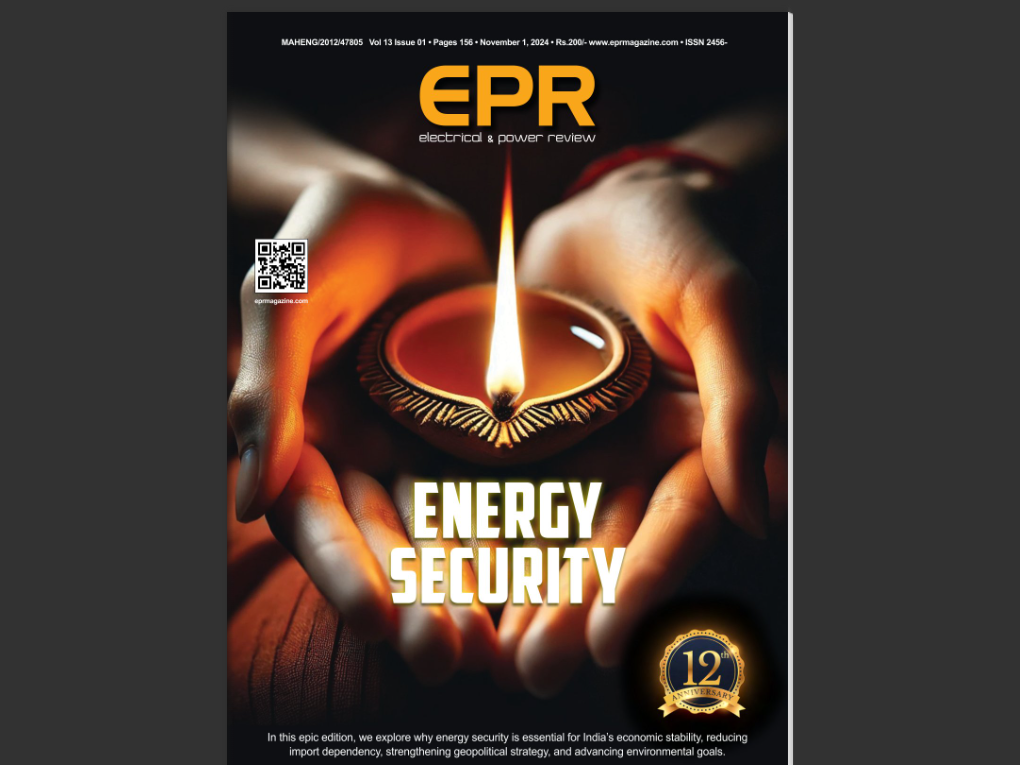 MAHENG/2012/47805 Vol 13 Issue 01 • Pages 156 • November 1, 2024 • Rs.200/- www.eprmagazine.com • ISSN 2456-
EPR
electrical & power review
eprmagazine.com
ENERGY
SECURITY
12th
ANNIVERSARY
In this epic edition, we explore why energy security is essential for India's economic stability, reducing
import dependency, strengthening geopolitical strategy, and advancing environmental goals.